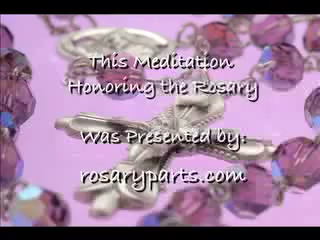 This Meditation
Honoring the Rosary
Was Presented by:
rosaryparts.com